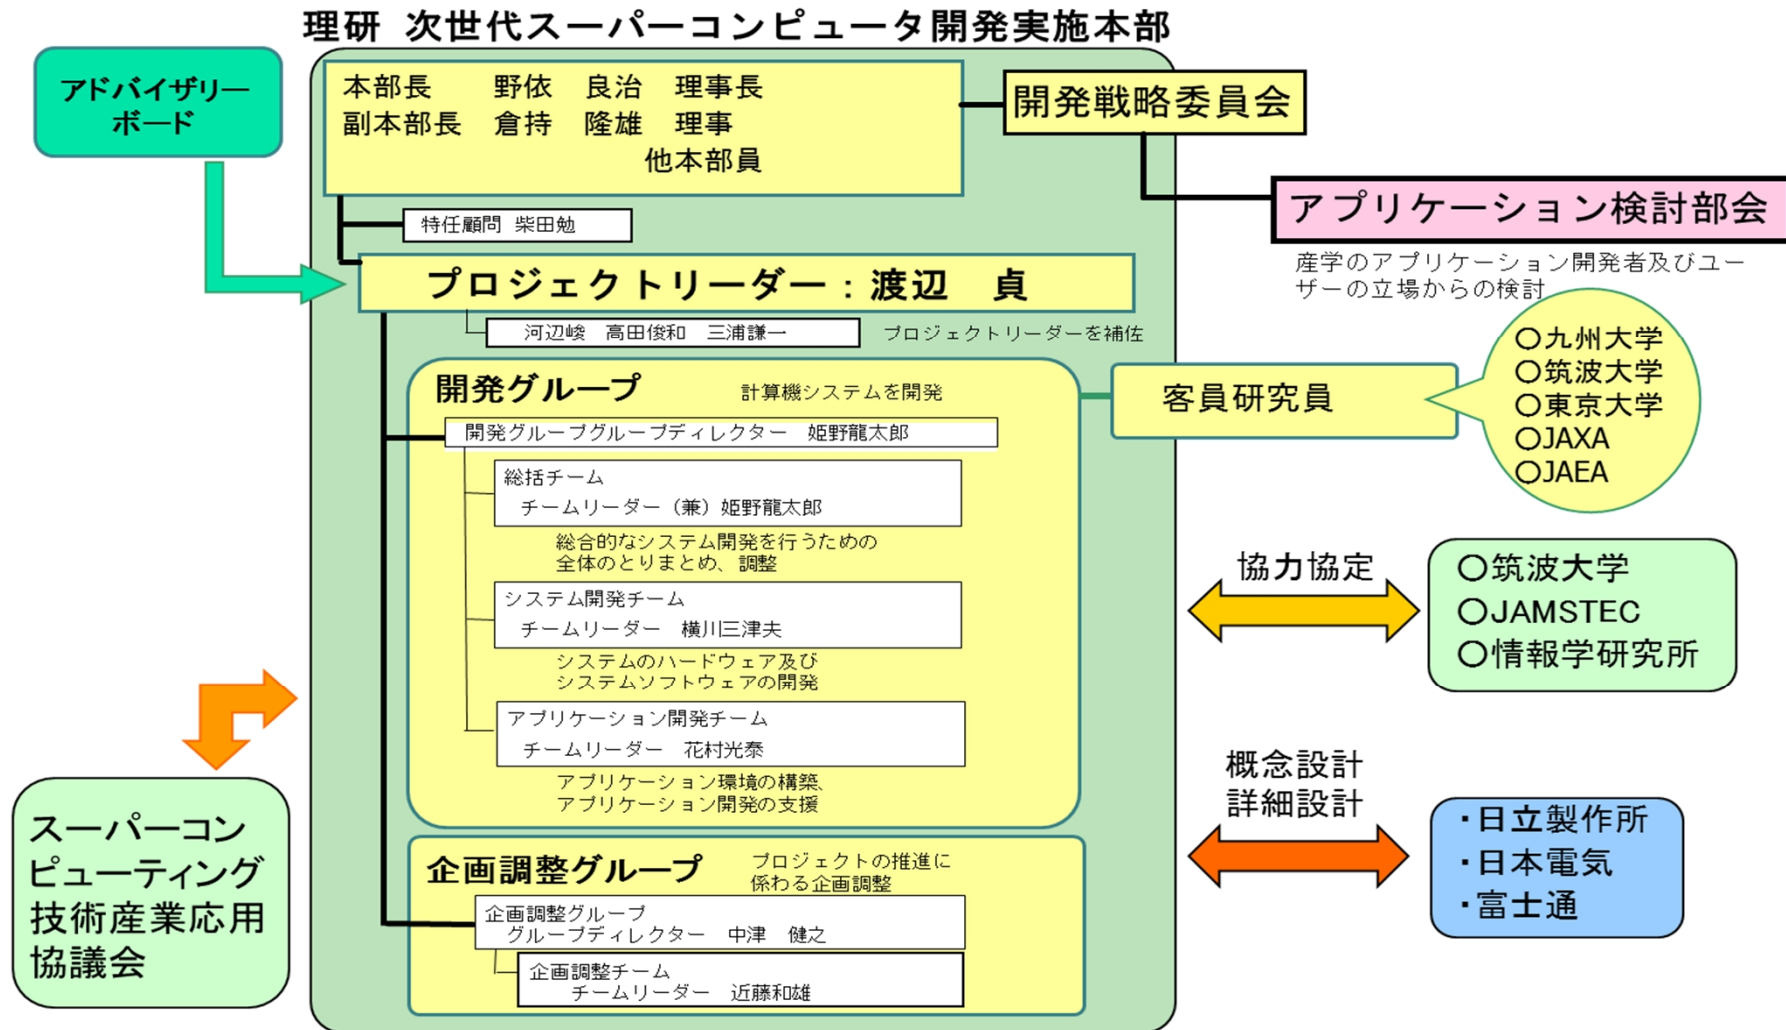 理研 次世代スーパーコンピュータ開発実施本部
アドバイザリー
ボード
本部長　野依　良治　理事長
副本部長　倉持　隆雄　理事
他本部員
開発戦略委員会
アプリケーション検討部会
産学のアプリケーション開発者及びユー
ザーの立場からの検討
特任顧問 柴田勉
プロジェクトリーダー：渡辺　貞
河辺峻　高田俊和　三浦謙一
プロジェクトリーダーを補佐
開発グループ
計算機システムを開発
開発グループグループディレクター　姫野龍太郎
総括チーム
チームリーダー（兼）姫野龍太郎
総合的なシステム開発を行うための
全体のとりまとめ、調整
システム開発チーム
チームリーダー　横川三津夫
システムのハードウェア及び
システムソフトウェアの開発
アプリケーション開発チーム
チームリーダー　花村光泰
アプリケーション環境の構築、
アプリケーション開発の支援
企画調整グループ
プロジェクトの推進に
係わる企画調整
企画調整グループ
グループディレクター　中津　健之
企画調整チーム
チームリーダー　近藤和雄
客員研究員
〇九州大学
〇筑波大学
〇東京大学
〇JAXA
〇JAEA
協力協定
〇筑波大学
〇JAMSTEC
〇情報学研究所
概念設計
詳細設計
・日立製作所
・日本電気
・富士通
スーパーコン
ピューティング
技術産業応用
協議会